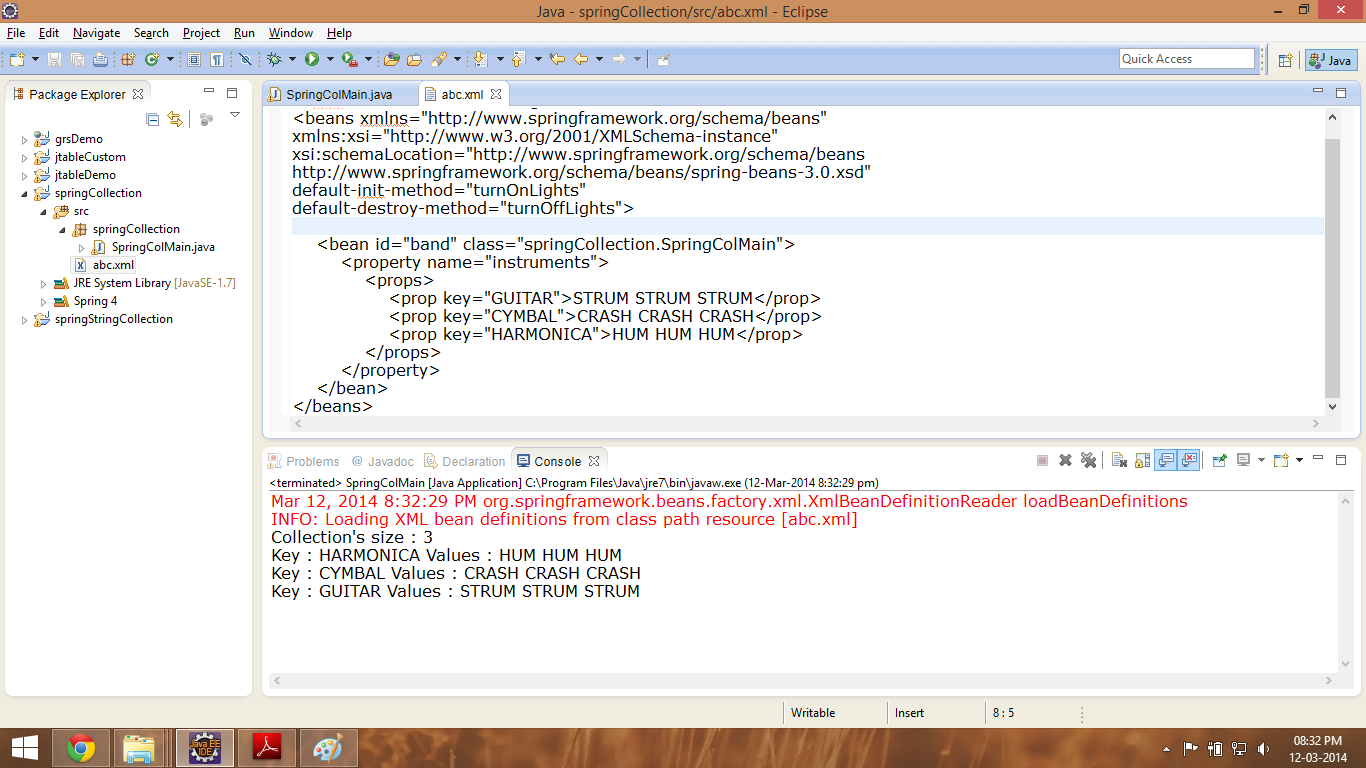 Java - springCollection/src/abc.xml - Eclipse
File Edit Navigate Search Project Run Window Help
Quick Access
Java
Package Explorer
grsDemo
jtableCustom
jtableDemo
springCollection
src
springCollection
SpringColMain.java
abc.xml
JRE System Library [JavaSE-1.7]
Spring 4
springStringCollection
SpringColMain.java
abc.xml
<beans xmlns="http://www.springframework.org/schema/beans"
xmlns:xsi="http://www.w3.org/2001/XMLSchema-instance"
xsi:schemaLocation="http://www.springframework.org/schema/beans
http://www.springframework.org/schema/beans/spring-beans-3.0.xsd"
default-init-method="turnOnLights"
default-destroy-method="turnOffLights">
<bean id="band" class="springCollection.SpringColMain">
<property name="instruments">
<props>
<prop key="GUITAR">STRUM STRUM STRUM</prop>
<prop key="CYMBAL">CRASH CRASH CRASH</prop>
<prop key="HARMONICA">HUM HUM HUM</prop>
</props>
</property>
</bean>
</beans>
Problems @ Javadoc Declaration Console
<terminated> SpringColMain [Java Application] C:\Program Files\Java\jre7\bin\javaw.exe (12-Mar-2014 8:32:29 pm)
Mar 12, 2014 8:32:29 PM org.springframework.beans.factory.xml.XmlBeanDefinitionReader loadBeanDefinitions
INFO: Loading XML bean definitions from class path resource [abc.xml]
Collection's size : 3
Key : HARMONICA Values : HUM HUM HUM
Key : CYMBAL Values : CRASH CRASH CRASH
Key : GUITAR Values : STRUM STRUM STRUM
Writable Insert 8 : 5
Java EE
IDE
08:32 PM
12-03-2014